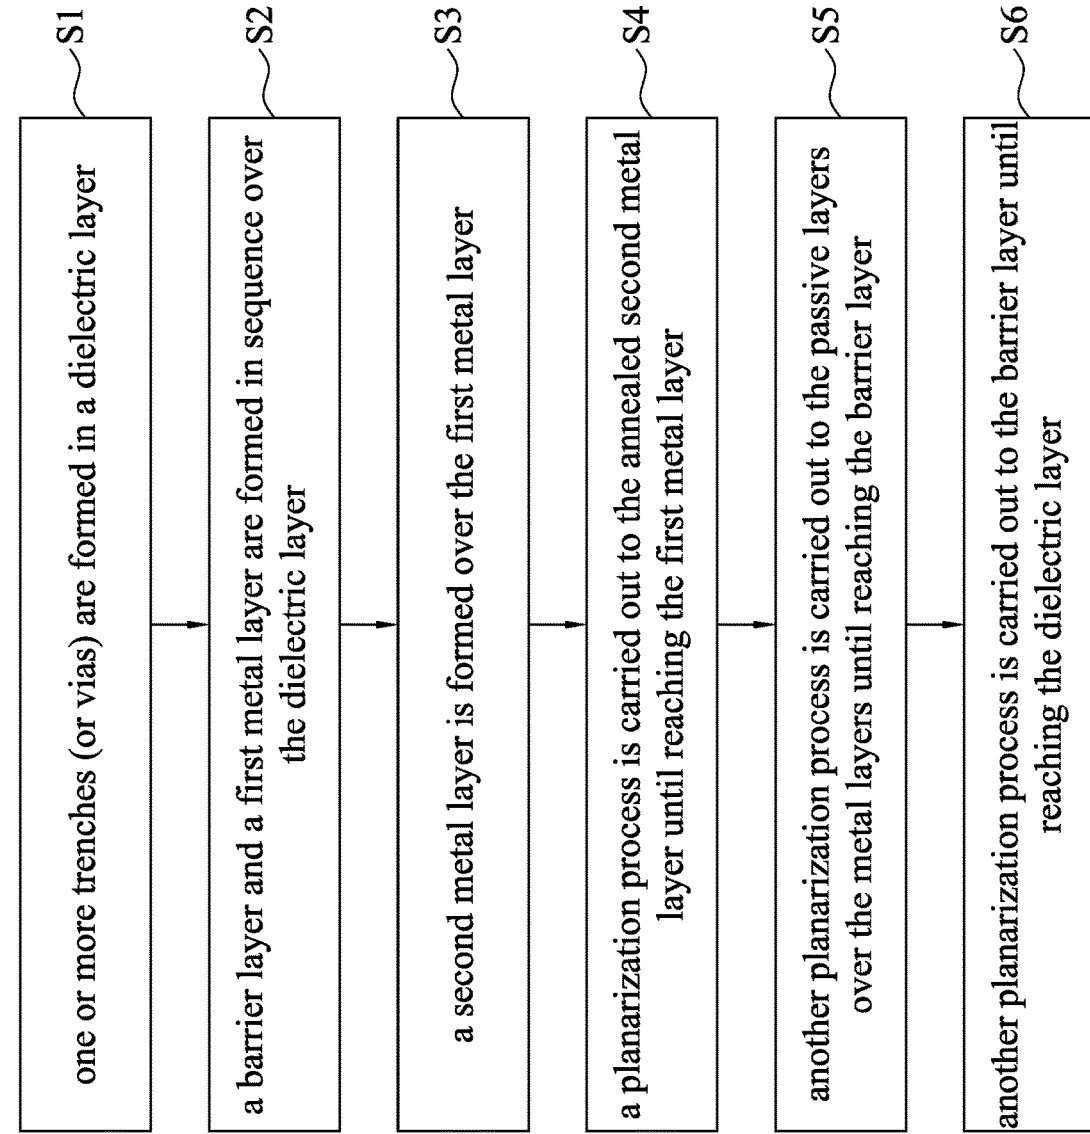 one or more trenches (or vias) are formed in a dielectric layer
S1
a barrier layer and a first metal layer are formed in sequence over
the dielectric layer
S2
a second metal layer is formed over the first metal layer
S3
a planarization process is carried out to the annealed second metal
layer until reaching the first metal layer
S4
another planarization process is carried out to the passive layers
over the metal layers until reaching the barrier layer
S5
another planarization process is carried out to the barrier layer until
reaching the dielectric layer
S6